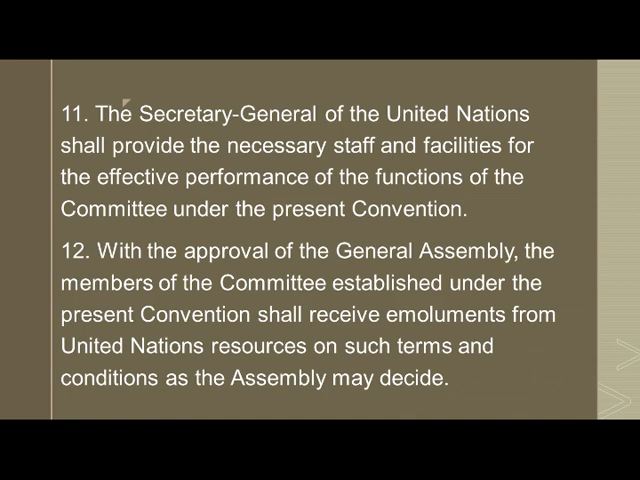 11. The Secretary-General of the United Nations
shall provide the necessary staff and facilities for
the effective performance of the functions of the
Committee under the present Convention.
12. With the approval of the General Assembly, the
members of the Committee established under the
present Convention shall receive emoluments from
United Nations resources on such terms and
conditions as the Assembly may decide.